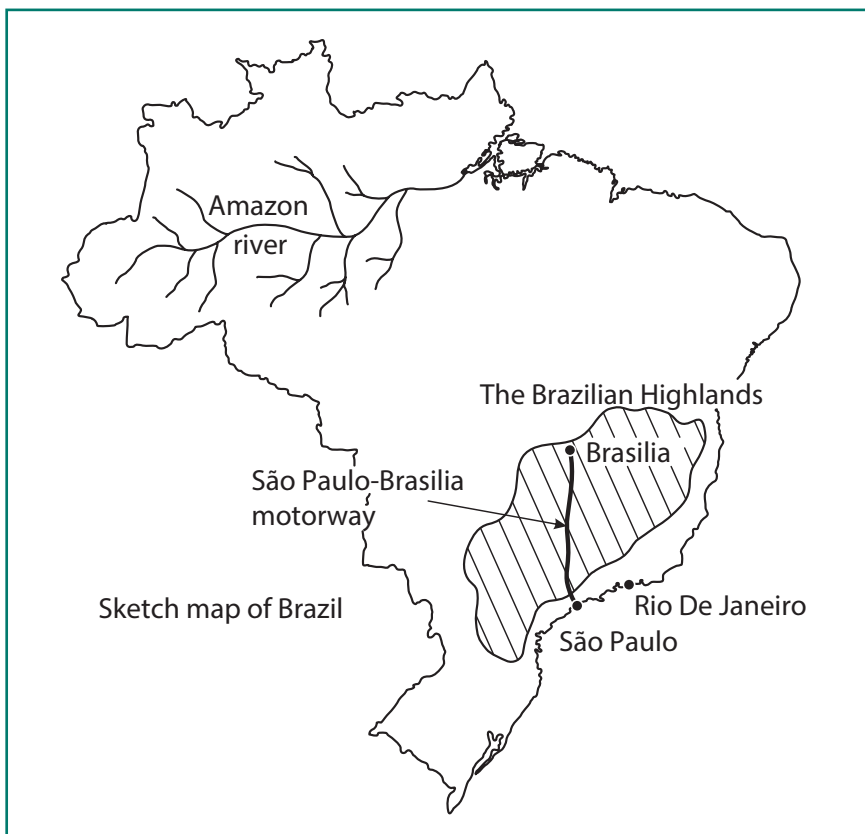 Amazon
river
The Brazilian Highlands
Brasilia
São Paulo-Brasilia
motorway
Sketch map of Brazil
Rio De Janeiro
São Paulo